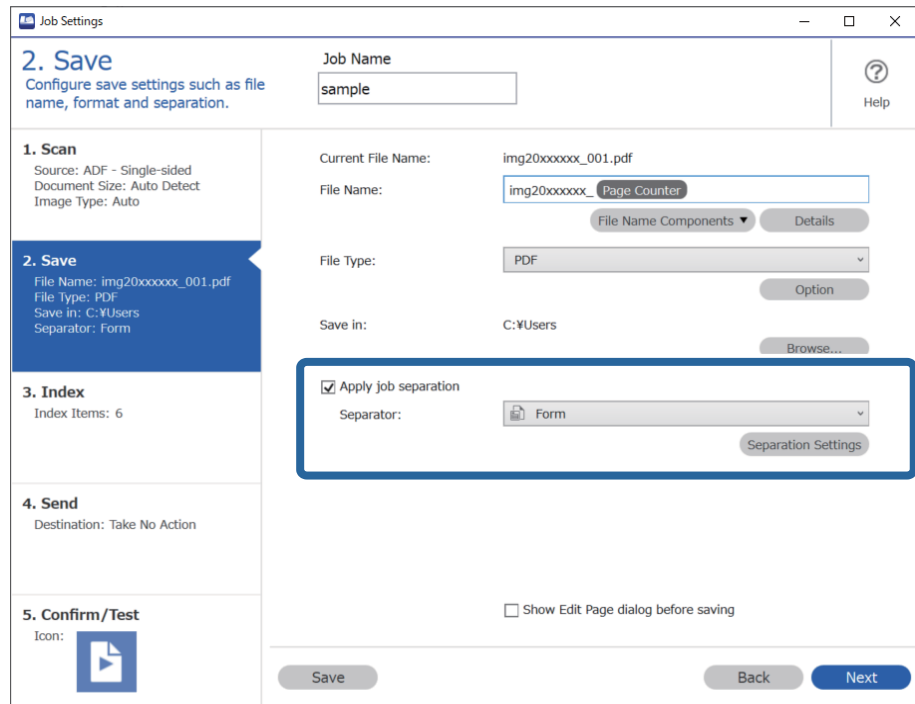 Job Settings
2. Save
Configure save settings such as file
name, format and separation.
Job Name
sample
Help
1. Scan
Source: ADF - Single-sided
Document Size: Auto Detect
Image Type: Auto
2. Save
File Name: img20xxxxxx_001.pdf
File Type: PDF
Save in: C:¥Users
Separator: Form
3. Index
Index Items: 6
4. Send
Destination: Take No Action
5. Confirm/Test
Icon:
Current File Name: img20xxxxxx_001.pdf
File Name: img20xxxxxx_ Page Counter
File Name Components Details
File Type: PDF
Option
Save in: C:¥Users
Browse...
Apply job separation
Separator: Form
Separation Settings
Show Edit Page dialog before saving
Save Back Next